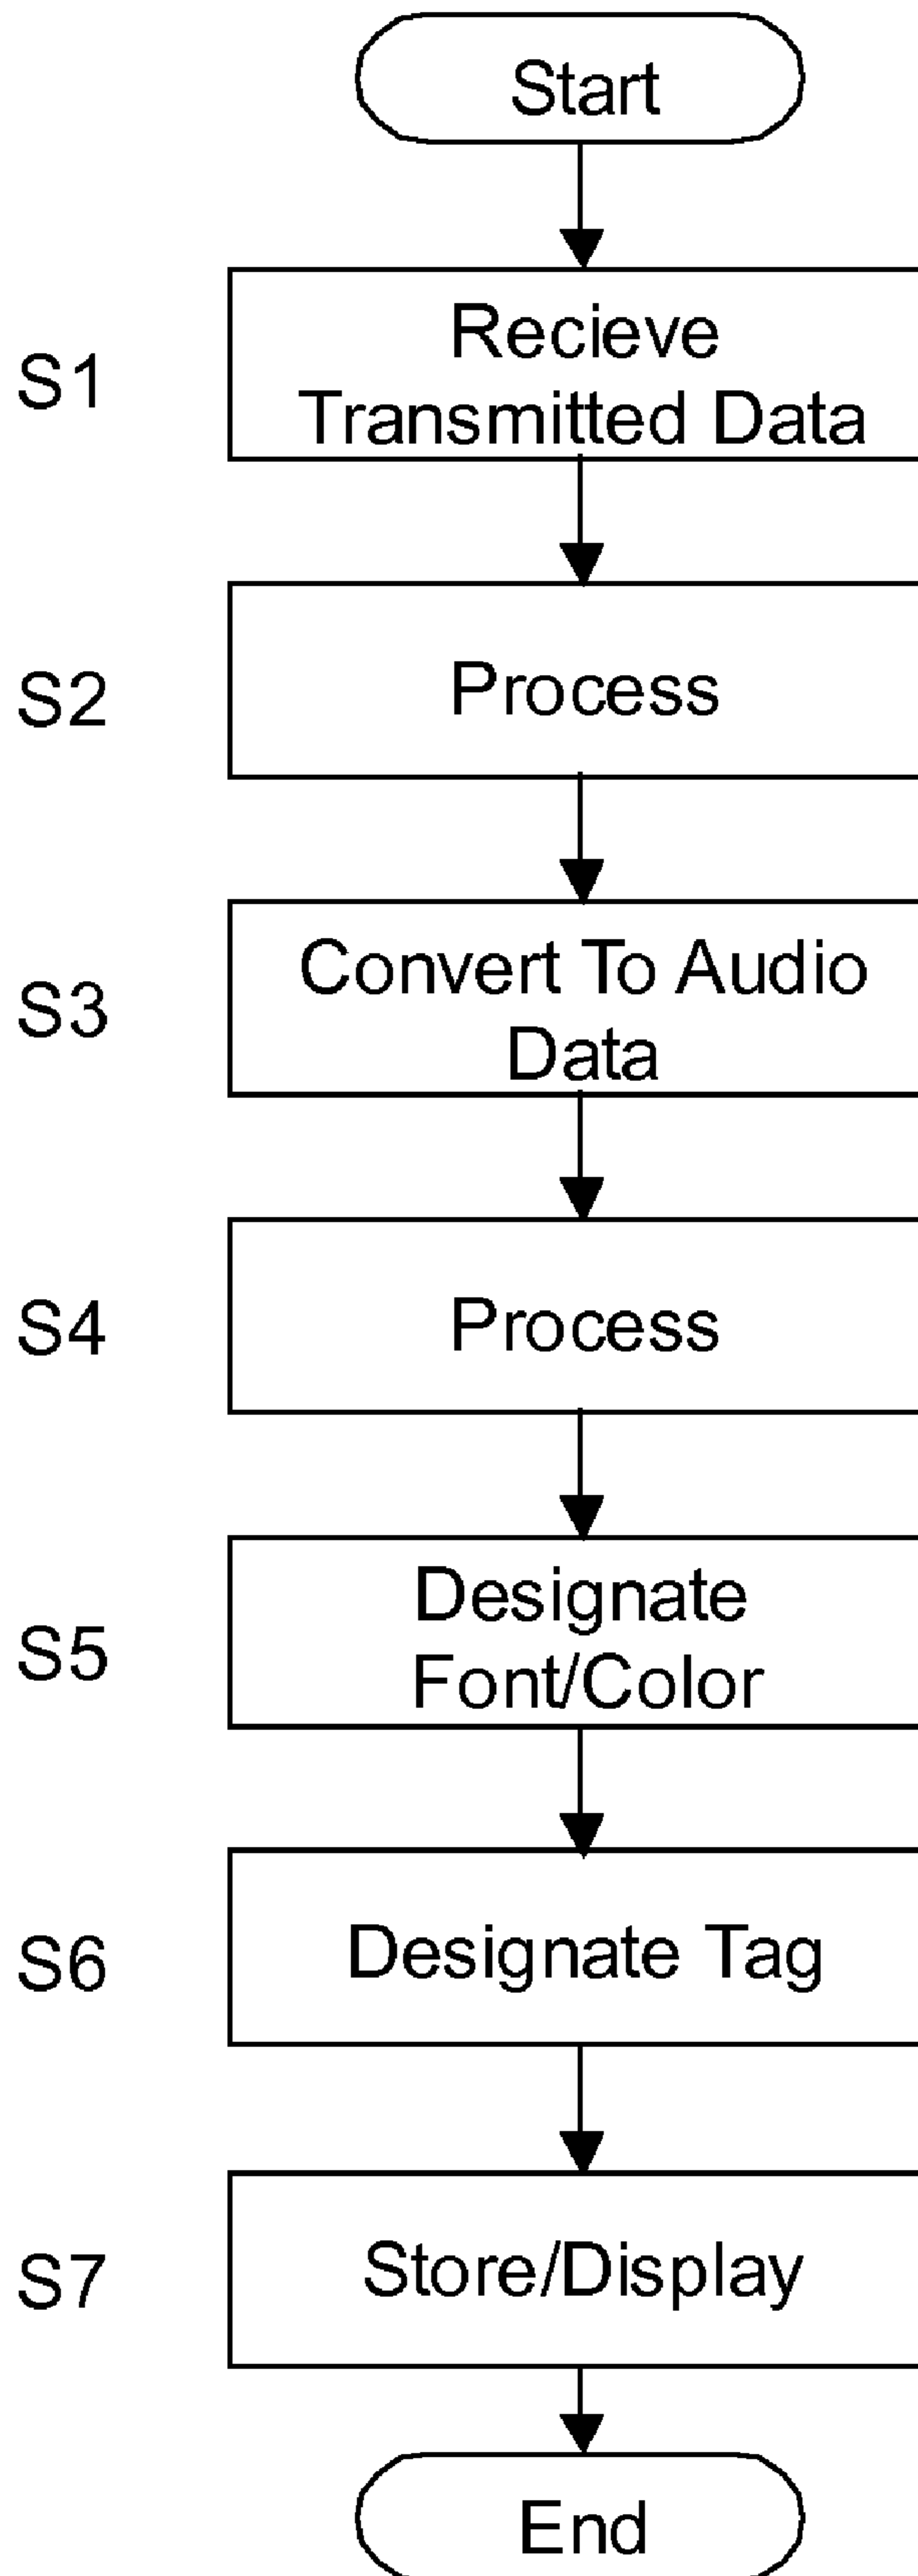 Start
S1
Recieve
Transmitted Data
S2
Process
S3
Convert To Audio
Data
S4
Process
S5
Designate
Font/Color
S6
Designate Tag
S7
Store/Display
End